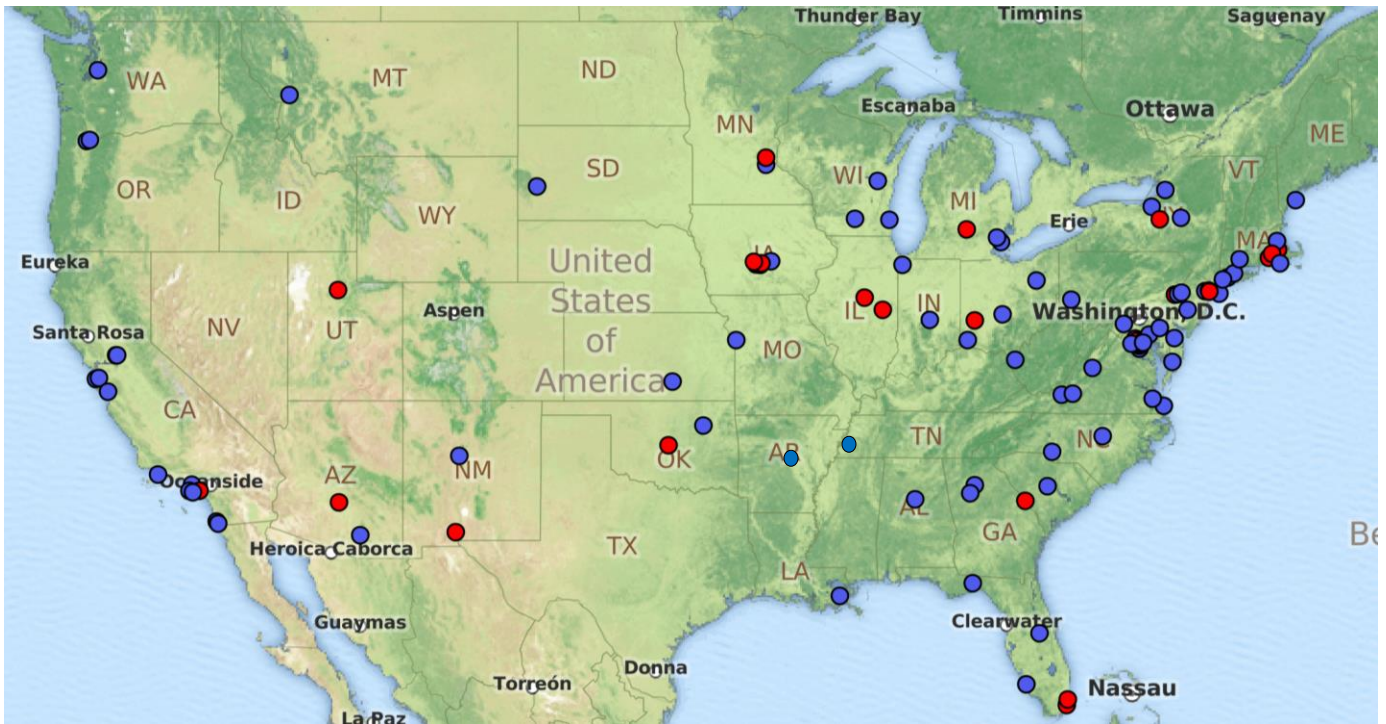 Thunder Bay
Timmins
Saguenay
WA
MT
ND
Escanaba
Ottawa
MN
ME
OR
ID
SD
WI
VT
WY
MI
Erie
MA
Eureka
IA
United
States
of
America
Santa Rosa
NV
UT
Aspen
IL
IN
Washington, D.C.
MO
CA
Oceanside
AZ
NM
OK
AR
TN
NC
AL
GA
Heroica Caborca
TX
LA
Be
Guaymas
Clearwater
Donna
Torreón
Nassau
La Paz